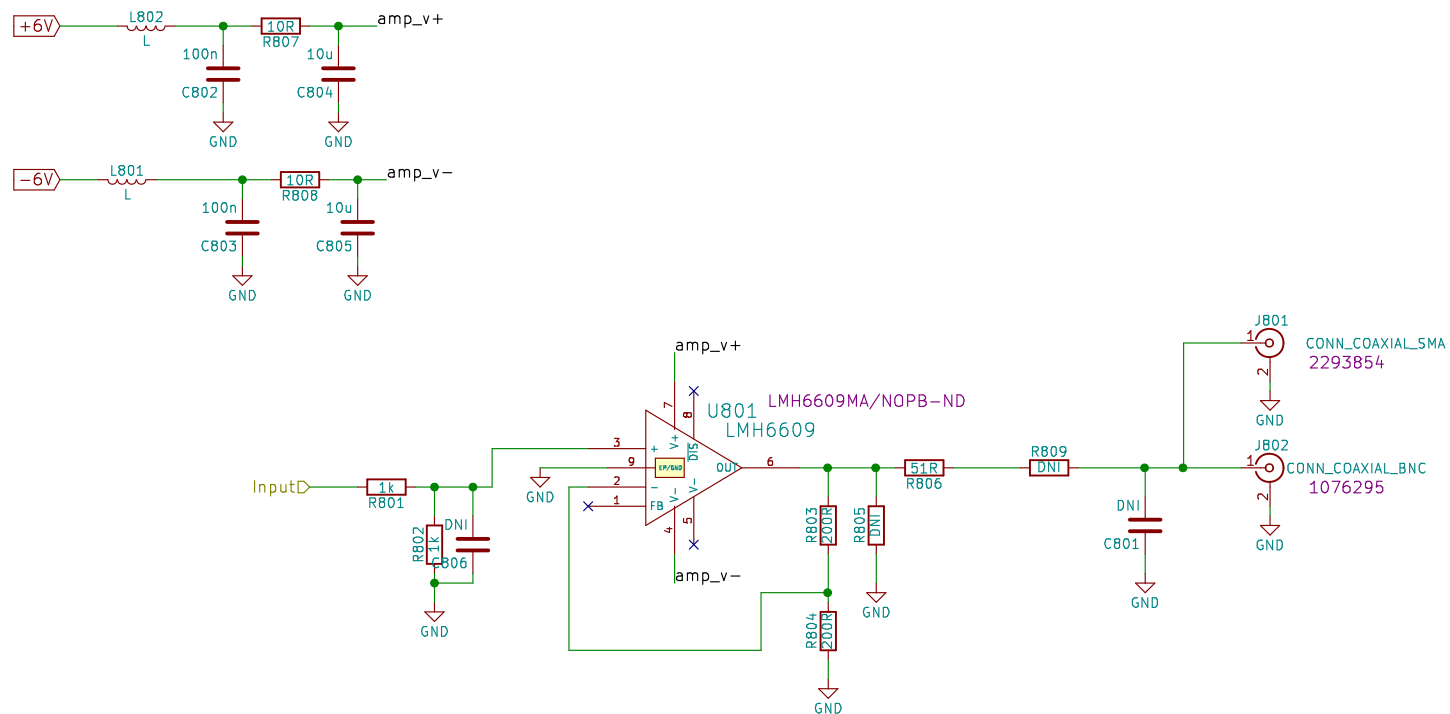 +6V
L802
L
10R
R807
amp_v+
100n
C802
GND
10u
C804
GND
-6V
L801
L
10R
R808
amp_v-
100n
C803
GND
10u
C805
GND
Input
1k
R801
R802
1k
DNI
C806
GND
GND
amp_v+
7
8
U801
LMH6609MA/NOPB-ND
LMH6609
3
+
V+
DIS
9
EP/GND
OUT
6
2
-
V-
V-
1
FB
4
5
amp_v-
R803
200R
R805
DNI
GND
R804
200R
GND
51R
R806
R809
DNI
DNI
C801
GND
J801
1
CONN_COAXIAL_SMA
2293854
2
GND
J802
1
CONN_COAXIAL_BNC
1076295
2
GND